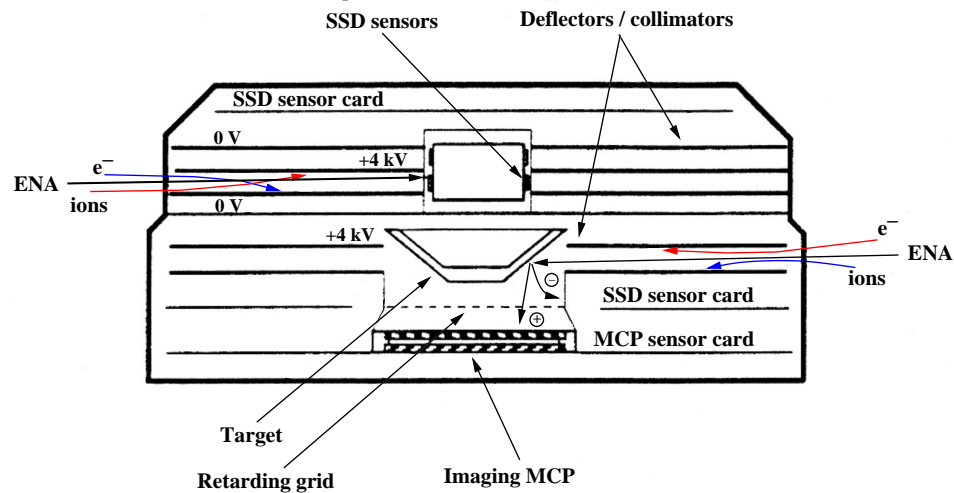 SSD sensors
Deflectors / collimators
SSD sensor card
0 V
e−
+4 kV
ENA
ions
0 V
+4 kV
e−
ENA
ions
⊖
SSD sensor card
⊕
MCP sensor card
Target
Retarding grid
Imaging MCP